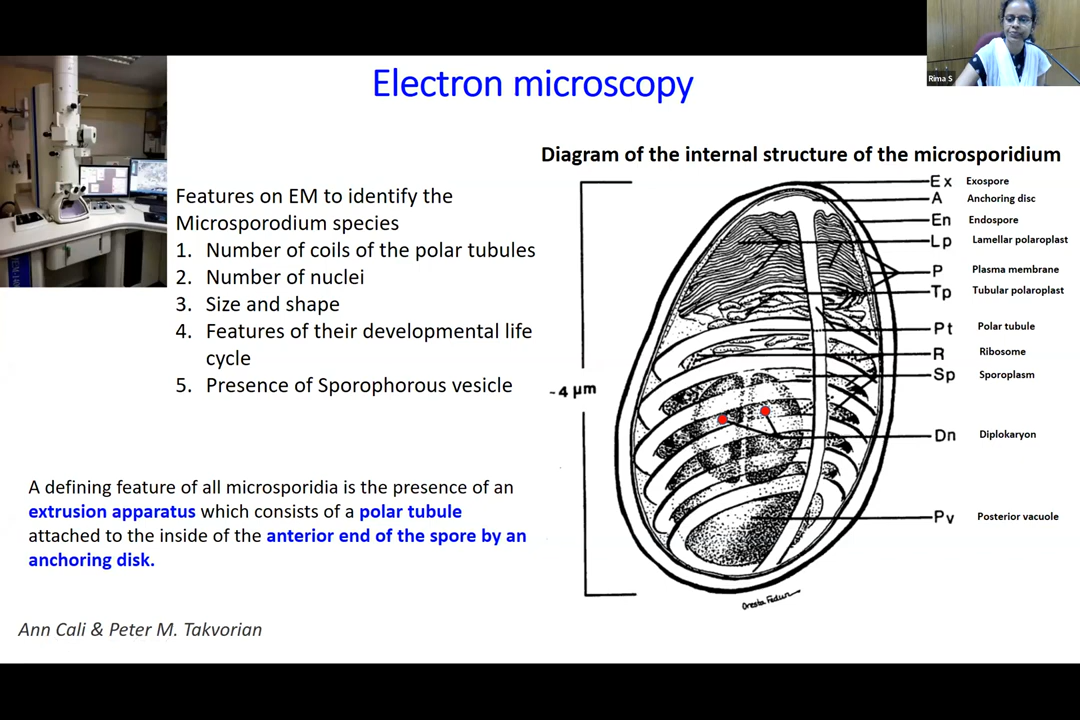 Rima S
Electron microscopy
Diagram of the internal structure of the microsporidium
Features on EM to identify the
Microsporodium species
1. Number of coils of the polar tubules
2. Number of nuclei
3. Size and shape
4. Features of their developmental life
cycle
5. Presence of Sporophorous vesicle
A defining feature of all microsporidia is the presence of an
extrusion apparatus which consists of a polar tubule
attached to the inside of the anterior end of the spore by an
anchoring disk.
Ann Cali & Peter M. Takvorian
~4 μm
Ex Exospore
A Anchoring disc
En Endospore
Lp Lamellar polaroplast
P Plasma membrane
Tp Tubular polaroplast
Pt Polar tubule
R Ribosome
Sp Sporoplasm
Dn Diplokaryon
Pv Posterior vacuole